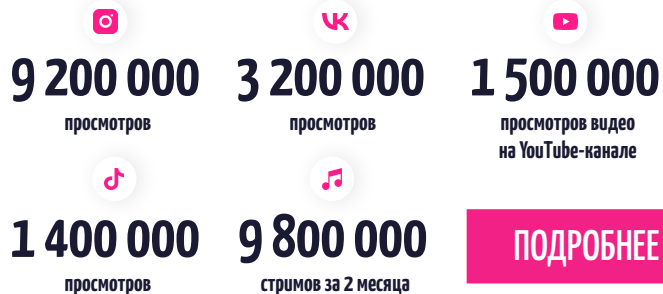 9 200 000
просмотров
3 200 000
просмотров
1 500 000
просмотров видео
на YouTube-канале
1 400 000
просмотров
9 800 000
стримов за 2 месяца
ПОДРОБНЕЕ